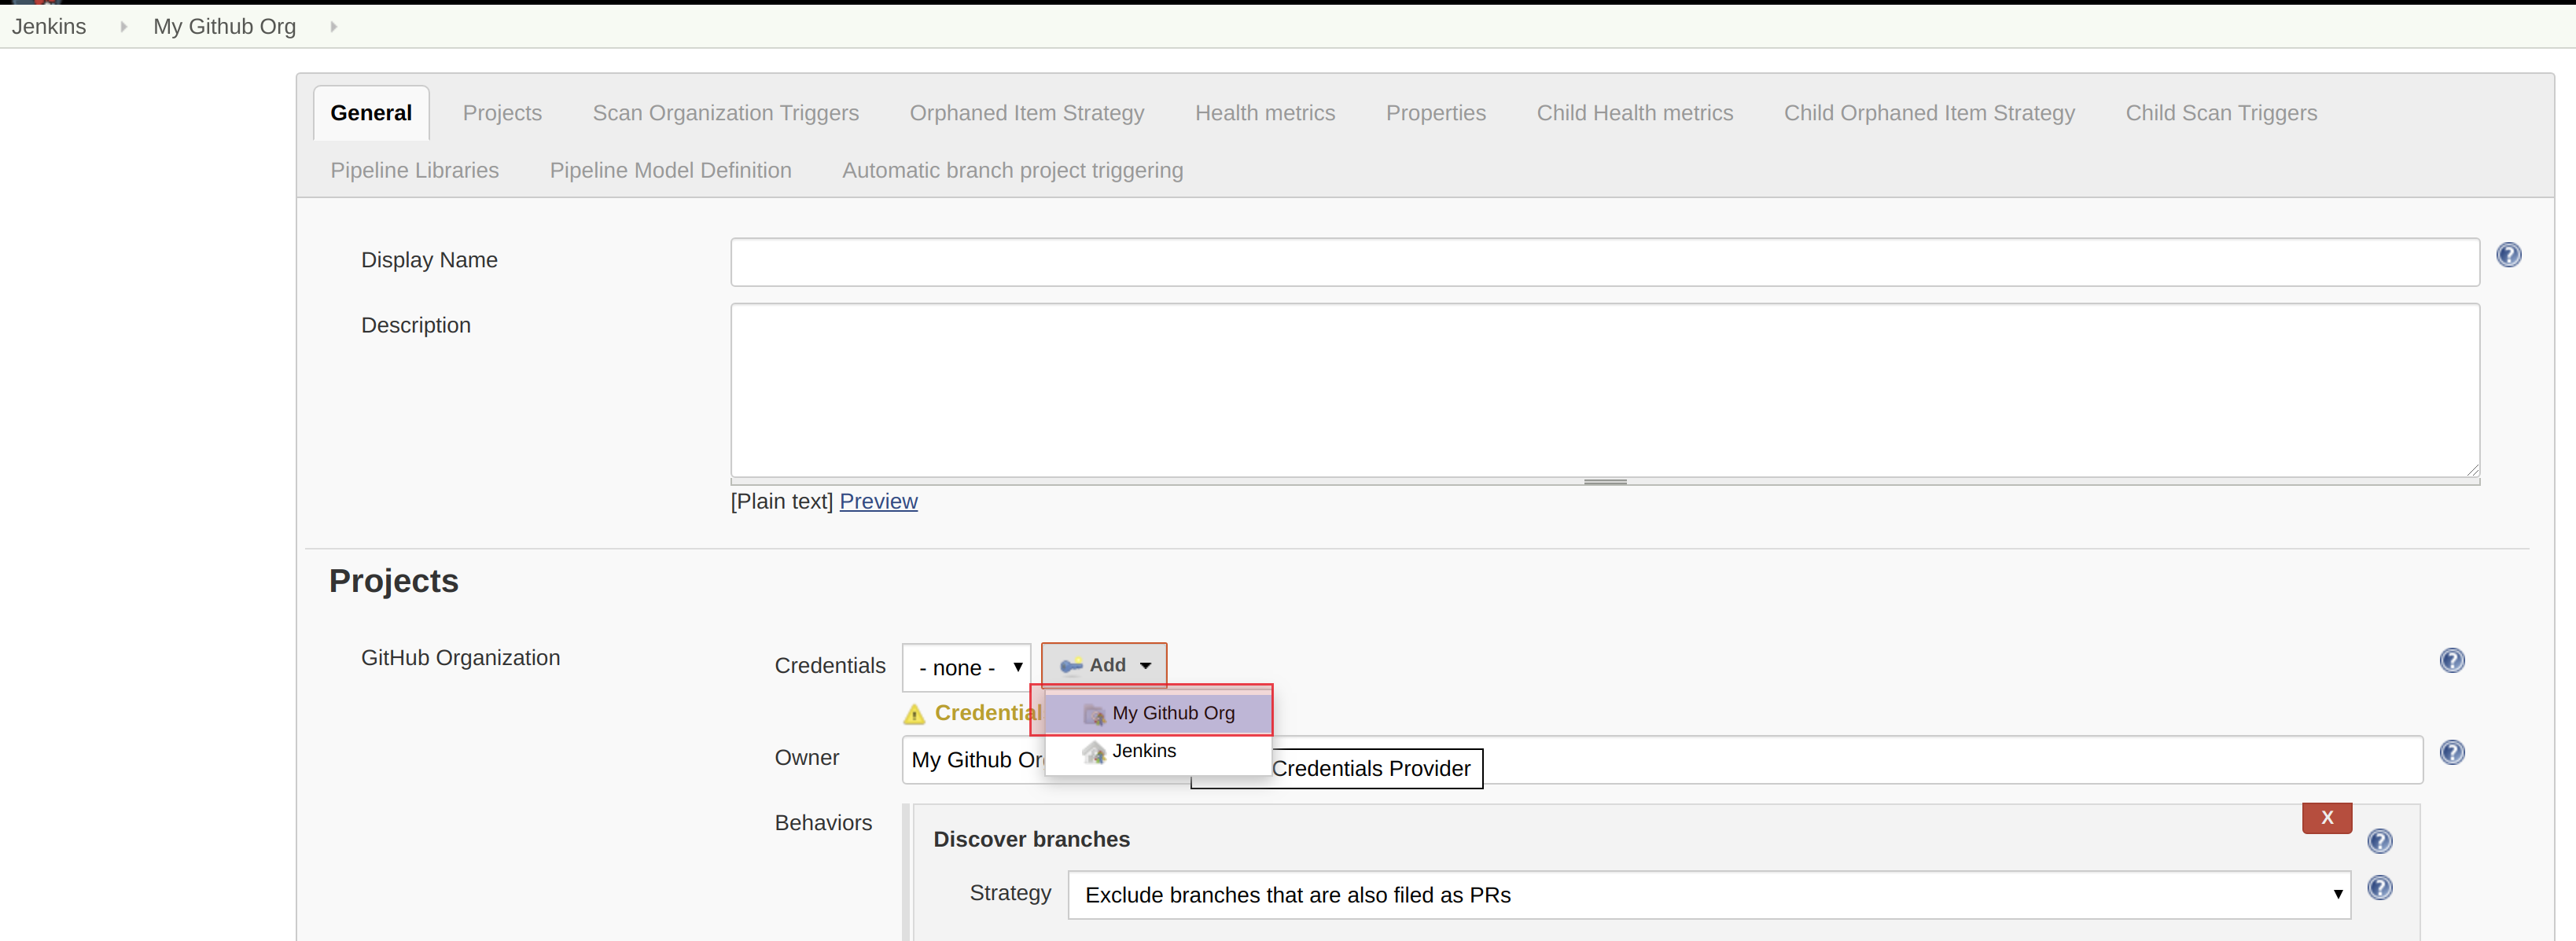 Jenkins My Github Org
General Projects Scan Organization Triggers Orphaned Item Strategy Health metrics Properties Child Health metrics Child Orphaned Item Strategy Child Scan Triggers
Pipeline Libraries Pipeline Model Definition Automatic branch project triggering
Display Name
Description
[Plain text] Preview
Projects
GitHub Organization
Credentials - none - Add
Credential
My Github Org
Jenkins
Owner My Github Or
Credentials Provider
Behaviors
X
Discover branches
Strategy Exclude branches that are also filed as PRs